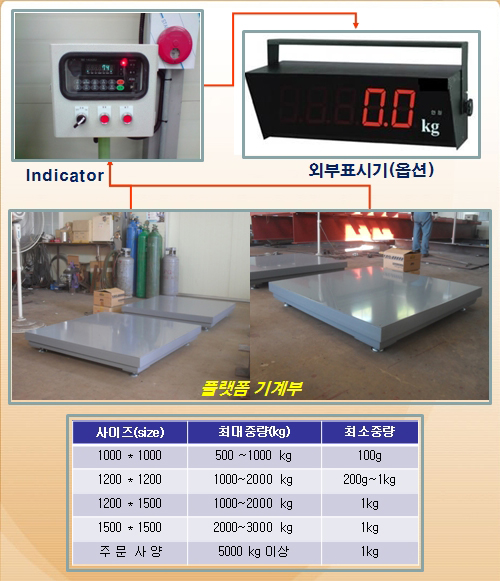 0.0
kg
Indicator
외부표시기(옵션)
플랫폼 기계부
사이즈(size) 최대중량(kg) 최소중량
1000 * 1000 500 ~1000 kg 100g
1200 * 1200 1000~2000 kg 200g~1kg
1200 * 1500 1000~2000 kg 1kg
1500 * 1500 2000~3000 kg 1kg
주문 사양 5000 kg 이상 1kg